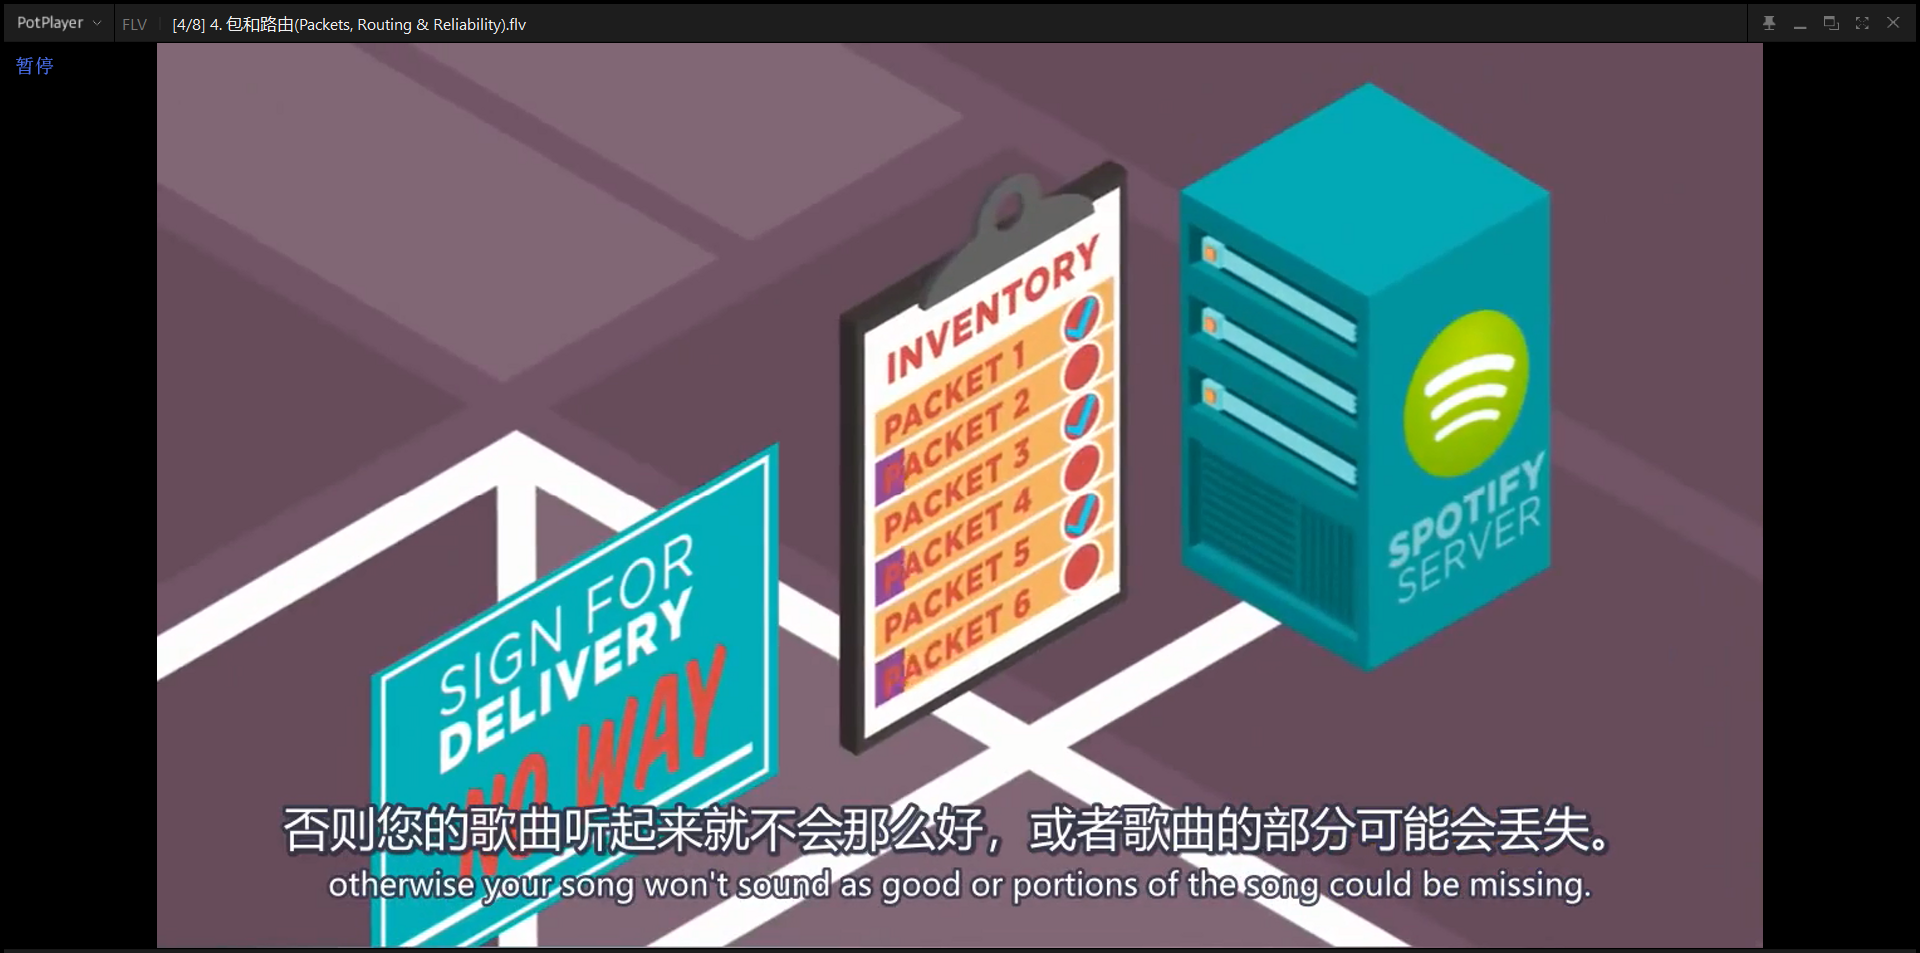 PotPlayer
FLV
[4/8] 4. 包和路由(Packets, Routing & Reliability).flv
暂停
INVENTORY
PACKET 1
PACKET 2
PACKET 3
PACKET 4
PACKET 5
PACKET 6
SPOTIFY
SERVER
SIGN FOR
DELIVERY
NO WAY
否则您的歌曲听起来就不会那么好，或者歌曲的部分可能会丢失。
otherwise your song won't sound as good or portions of the song could be missing.